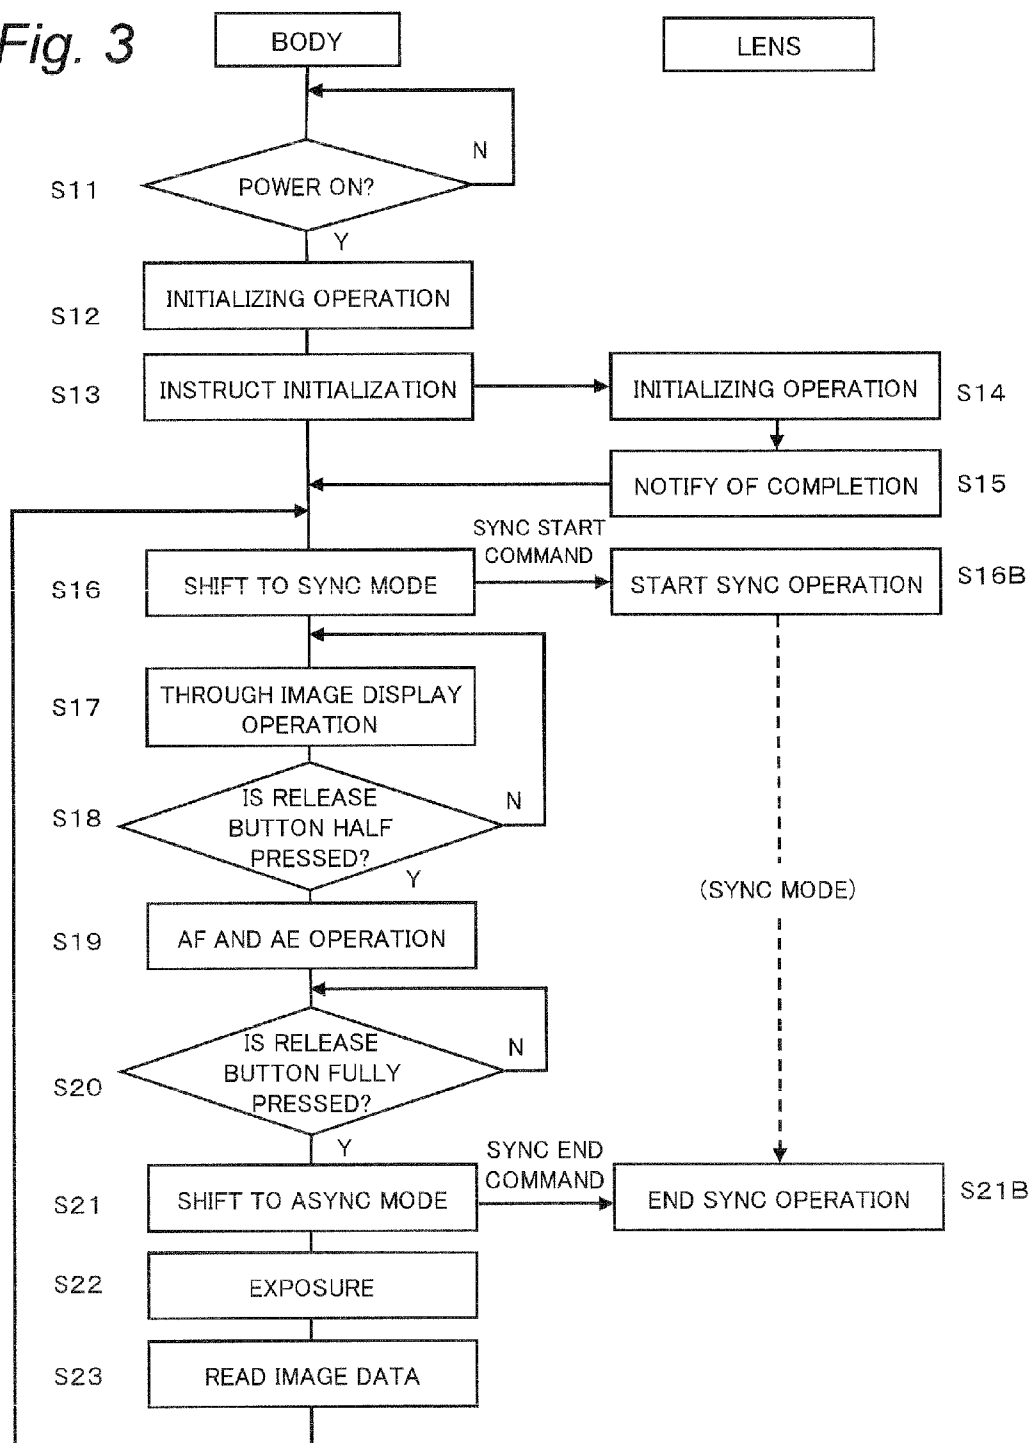 Fig. 3
BODY
LENS
N
S11
POWER ON?
Y
S12
INITIALIZING OPERATION
S13
INSTRUCT INITIALIZATION
INITIALIZING OPERATION
S14
NOTIFY OF COMPLETION
S15
SYNC START
COMMAND
S16
SHIFT TO SYNC MODE
START SYNC OPERATION
S16B
S17
THROUGH IMAGE DISPLAY
OPERATION
S18
IS RELEASE
BUTTON HALF
PRESSED?
N
Y
(SYNC MODE)
S19
AF AND AE OPERATION
S20
IS RELEASE
BUTTON FULLY
PRESSED?
N
Y
SYNC END
COMMAND
S21
SHIFT TO ASYNC MODE
END SYNC OPERATION
S21B
S22
EXPOSURE
S23
READ IMAGE DATA